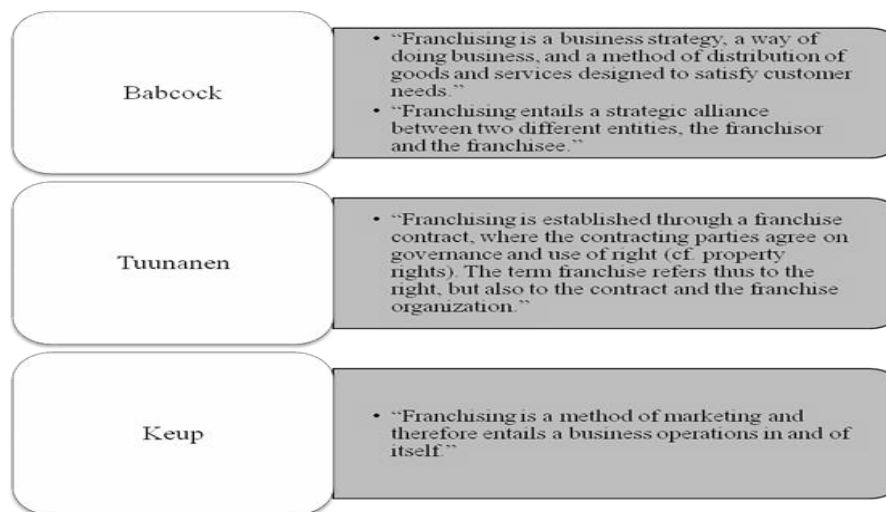 Babcock
• “Franchising is a business strategy, a way of
doing business, and a method of distribution of
goods and services designed to satisfy customer
needs.”
• “Franchising entails a strategic alliance
between two different entities, the franchisor
and the franchisee.”
Tuunanen
• “Franchising is established through a franchise
contract, where the contracting parties agree on
governance and use of right (cf. property
rights). The term franchise refers thus to the
right, but also to the contract and the franchise
organization.”
Keup
• “Franchising is a method of marketing and
therefore entails a business operations in and of
itself.”